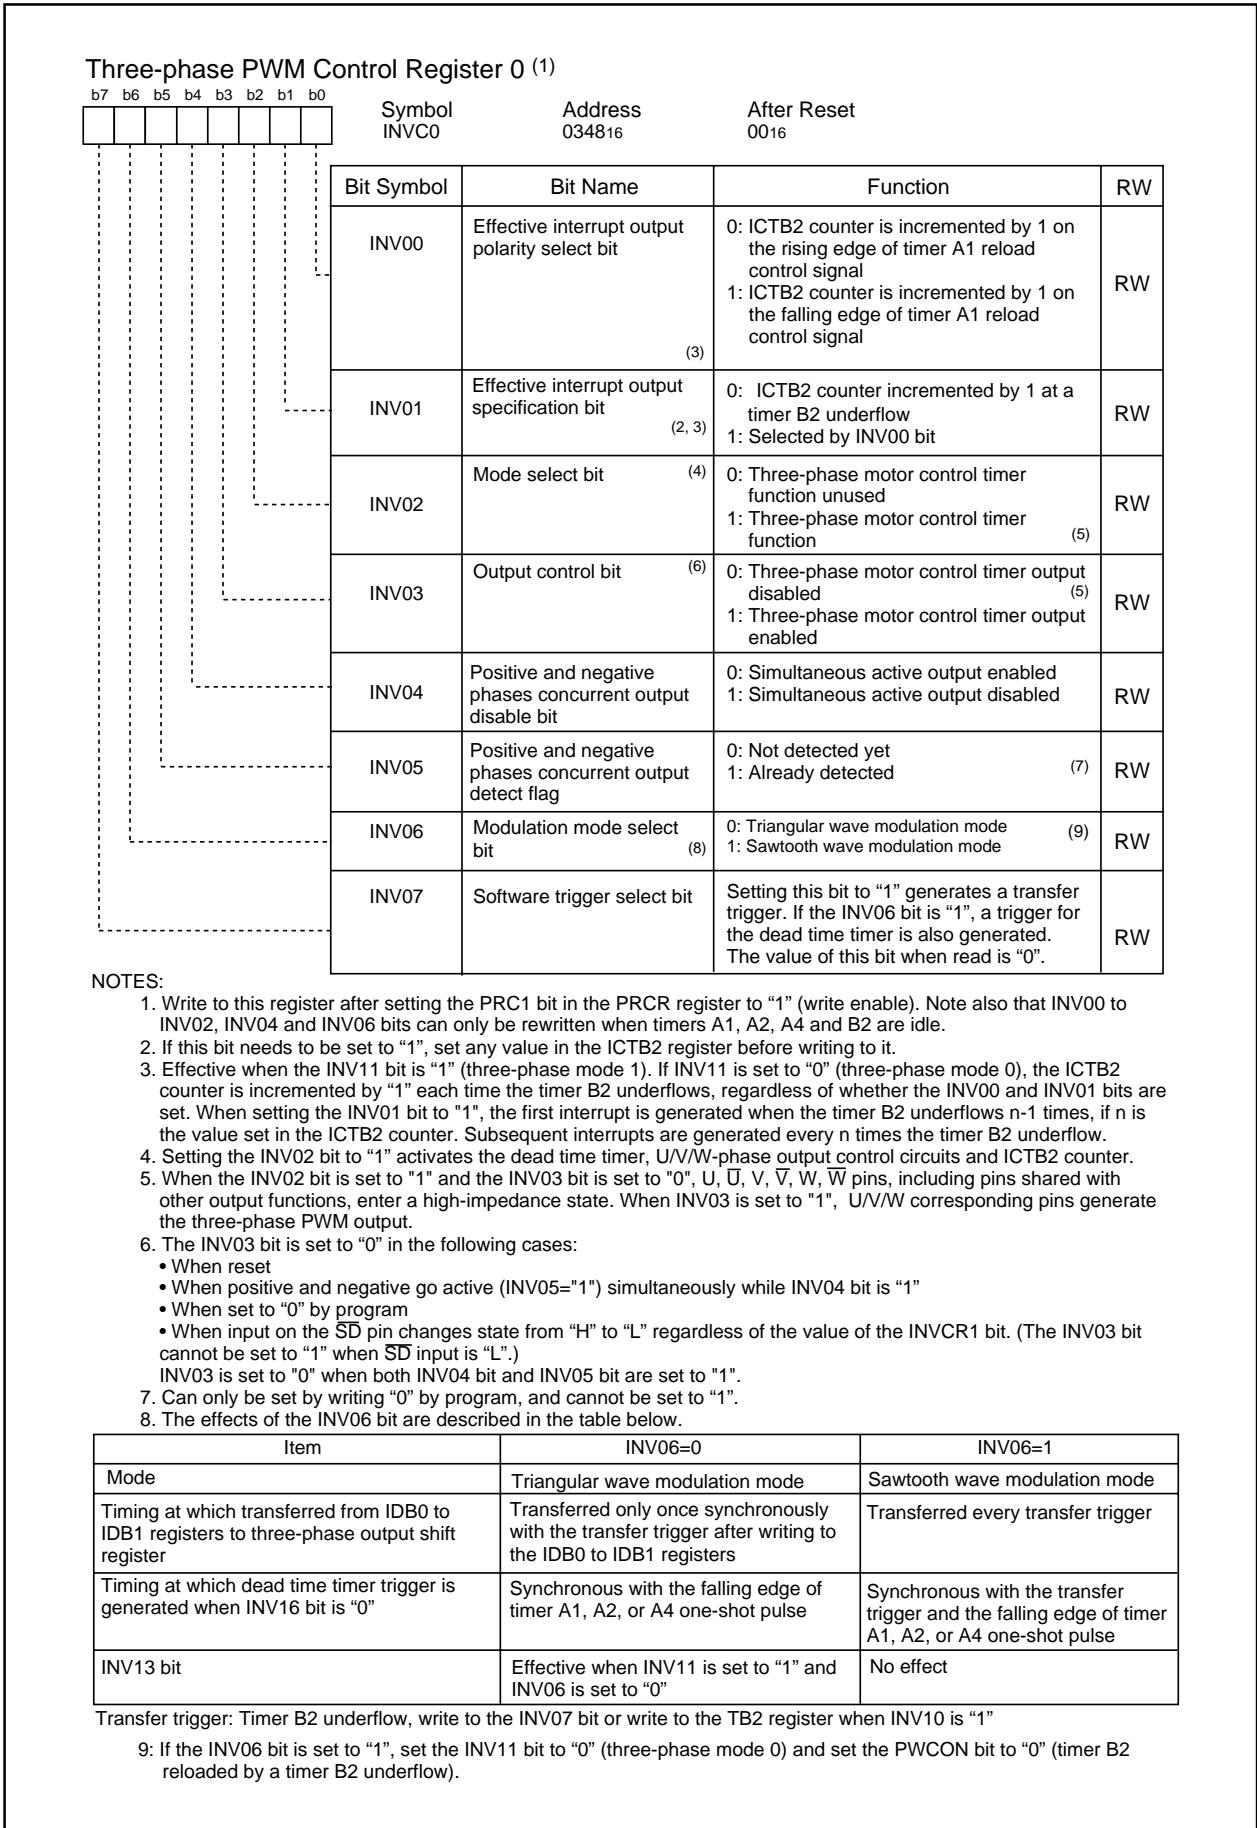 Three-phase PWM Control Register 0 (1)
b7 b6 b5 b4 b3 b2 b1 b0
Symbol Address After Reset
INVC0 034816 0016
Bit Symbol Bit Name Function RW
INV00
Effective interrupt output
polarity select bit
(3)
0: ICTB2 counter is incremented by 1 on
the rising edge of timer A1 reload
control signal
1: ICTB2 counter is incremented by 1 on
the falling edge of timer A1 reload
control signal
RW
INV01
Effective interrupt output
specification bit
(2, 3)
0: ICTB2 counter incremented by 1 at a
timer B2 underflow
1: Selected by INV00 bit
RW
INV02
Mode select bit (4)
0: Three-phase motor control timer
function unused
1: Three-phase motor control timer
function (5)
RW
INV03
Output control bit (6)
0: Three-phase motor control timer output
disabled (5)
1: Three-phase motor control timer output
enabled
RW
INV04
Positive and negative
phases concurrent output
disable bit
0: Simultaneous active output enabled
1: Simultaneous active output disabled
RW
INV05
Positive and negative
phases concurrent output
detect flag
0: Not detected yet
1: Already detected (7)
RW
INV06
Modulation mode select
bit (8)
0: Triangular wave modulation mode (9)
1: Sawtooth wave modulation mode
RW
INV07
Software trigger select bit
Setting this bit to “1” generates a transfer
trigger. If the INV06 bit is “1”, a trigger for
the dead time timer is also generated.
The value of this bit when read is “0”.
RW
NOTES:
1. Write to this register after setting the PRC1 bit in the PRCR register to “1” (write enable). Note also that INV00 to
INV02, INV04 and INV06 bits can only be rewritten when timers A1, A2, A4 and B2 are idle.
2. If this bit needs to be set to “1”, set any value in the ICTB2 register before writing to it.
3. Effective when the INV11 bit is “1” (three-phase mode 1). If INV11 is set to “0” (three-phase mode 0), the ICTB2
counter is incremented by “1” each time the timer B2 underflows, regardless of whether the INV00 and INV01 bits are
set. When setting the INV01 bit to "1", the first interrupt is generated when the timer B2 underflows n-1 times, if n is
the value set in the ICTB2 counter. Subsequent interrupts are generated every n times the timer B2 underflow.
4. Setting the INV02 bit to “1” activates the dead time timer, U/V/W-phase output control circuits and ICTB2 counter.
5. When the INV02 bit is set to "1" and the INV03 bit is set to "0", U, U̅, V, V̅, W, W̅ pins, including pins shared with
other output functions, enter a high-impedance state. When INV03 is set to "1", U/V/W corresponding pins generate
the three-phase PWM output.
6. The INV03 bit is set to “0” in the following cases:
• When reset
• When positive and negative go active (INV05="1") simultaneously while INV04 bit is “1”
• When set to “0” by program
• When input on the S̅D̅ pin changes state from “H” to “L” regardless of the value of the INVCR1 bit. (The INV03 bit
cannot be set to “1” when S̅D̅ input is “L”.)
INV03 is set to "0" when both INV04 bit and INV05 bit are set to "1".
7. Can only be set by writing “0” by program, and cannot be set to “1”.
8. The effects of the INV06 bit are described in the table below.
Item INV06=0 INV06=1
Mode Triangular wave modulation mode Sawtooth wave modulation mode
Timing at which transferred from IDB0 to
IDB1 registers to three-phase output shift
register
Transferred only once synchronously
with the transfer trigger after writing to
the IDB0 to IDB1 registers
Transferred every transfer trigger
Timing at which dead time timer trigger is
generated when INV16 bit is “0”
Synchronous with the falling edge of
timer A1, A2, or A4 one-shot pulse
Synchronous with the transfer
trigger and the falling edge of timer
A1, A2, or A4 one-shot pulse
INV13 bit
Effective when INV11 is set to “1” and
INV06 is set to “0”
No effect
Transfer trigger: Timer B2 underflow, write to the INV07 bit or write to the TB2 register when INV10 is “1”
9: If the INV06 bit is set to “1”, set the INV11 bit to “0” (three-phase mode 0) and set the PWCON bit to “0” (timer B2
reloaded by a timer B2 underflow).